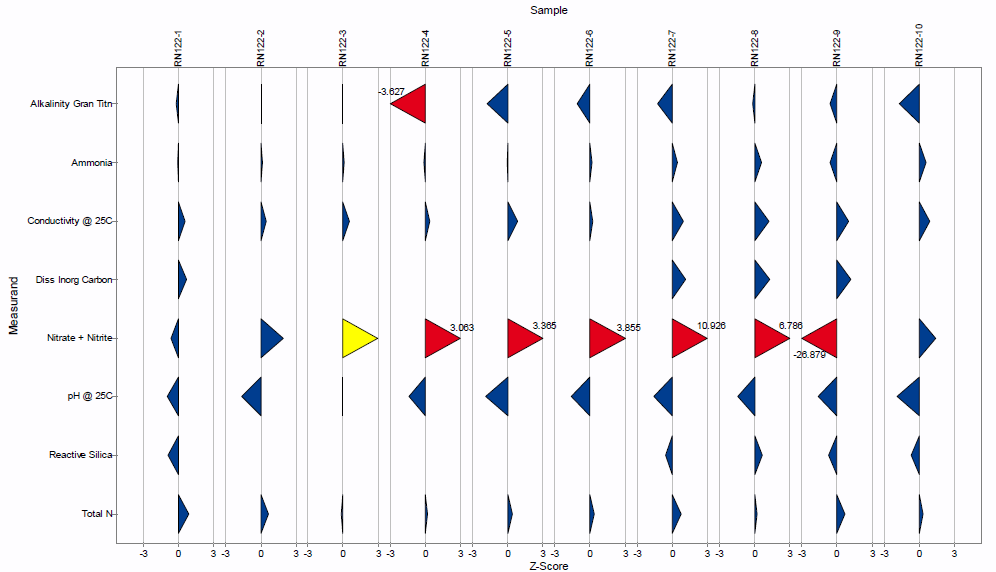 Sample
RN122-1 RN122-2 RN122-3 RN122-4 RN122-5 RN122-6 RN122-7 RN122-8 RN122-9 RN122-10
Measurand
Alkalinity Gran Titn
-3.627
Ammonia
Conductivity @ 25C
Diss Inorg Carbon
Nitrate + Nitrite
3.063 3.365 3.855 10.926 6.786
-26.879
pH @ 25C
Reactive Silica
Total N
-3 0 3 -3 0 3 -3 0 3 -3 0 3 -3 0 3 -3 0 3 -3 0 3 -3 0 3 -3 0 3 -3 0 3
Z-Score